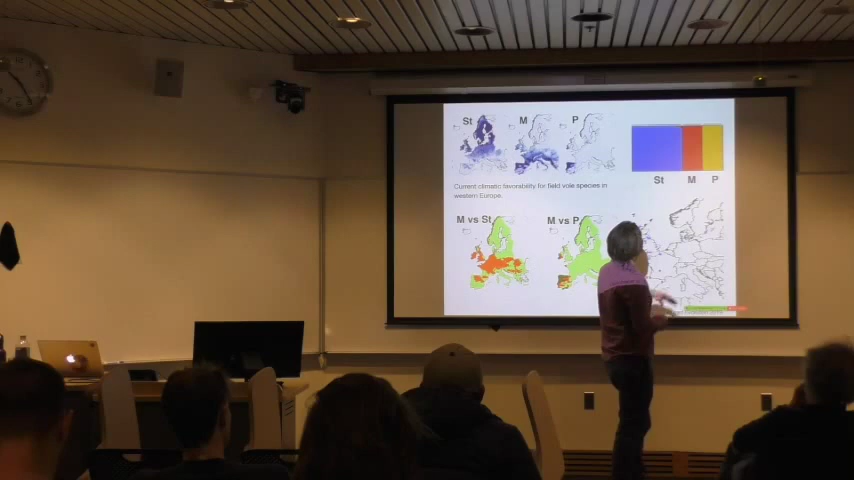 St M P
Current climatic favorability for field vole species in
western Europe.
St M P
M vs St M vs P